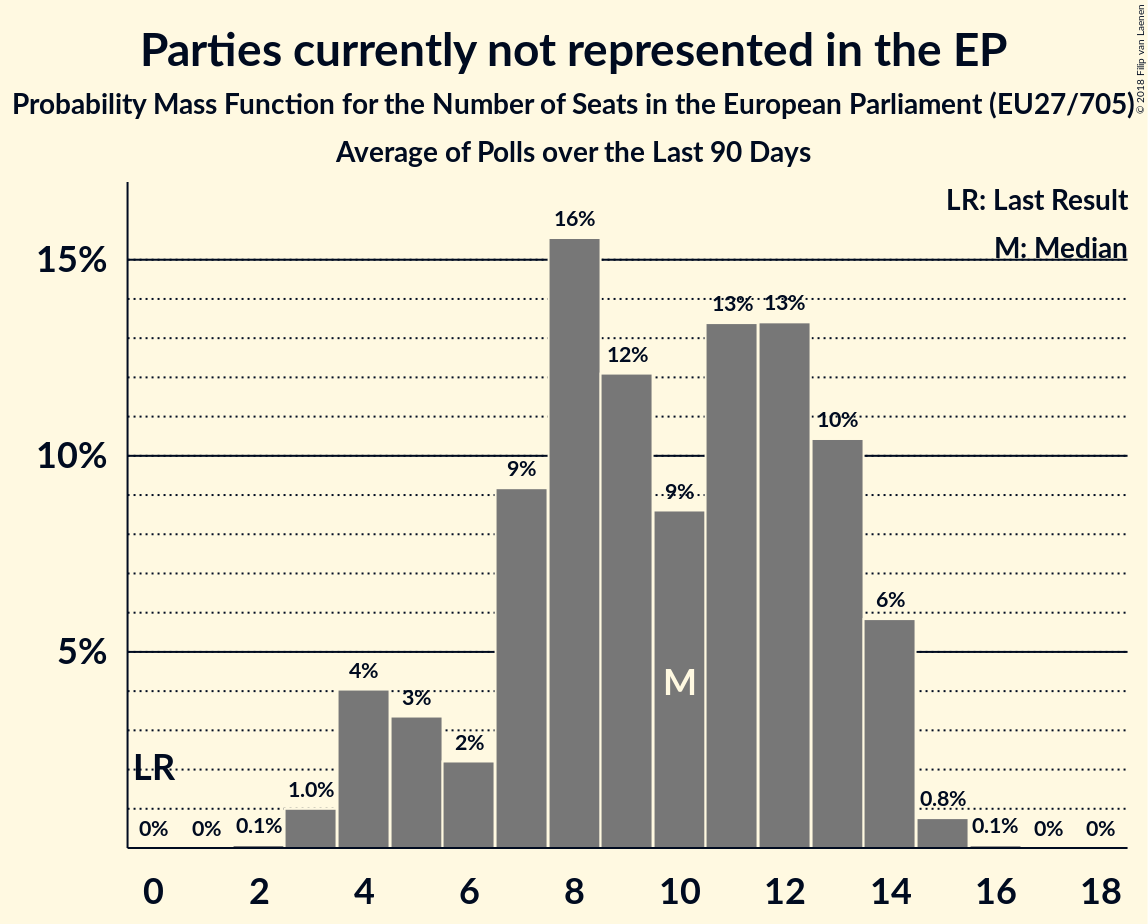 Parties currently not represented in the EP
Probability Mass Function for the Number of Seats in the European Parliament (EU27/705)
Average of Polls over the Last 90 Days
© 2018 Filip van Laenen
LR: Last Result
M: Median
15%
10%
5%
16%
12%
13%
13%
10%
9%
9%
6%
4%
3%
2%
1.0%
0.8%
0%
0%
0.1%
0.1%
0%
0%
LR
M
0 2 4 6 8 10 12 14 16 18